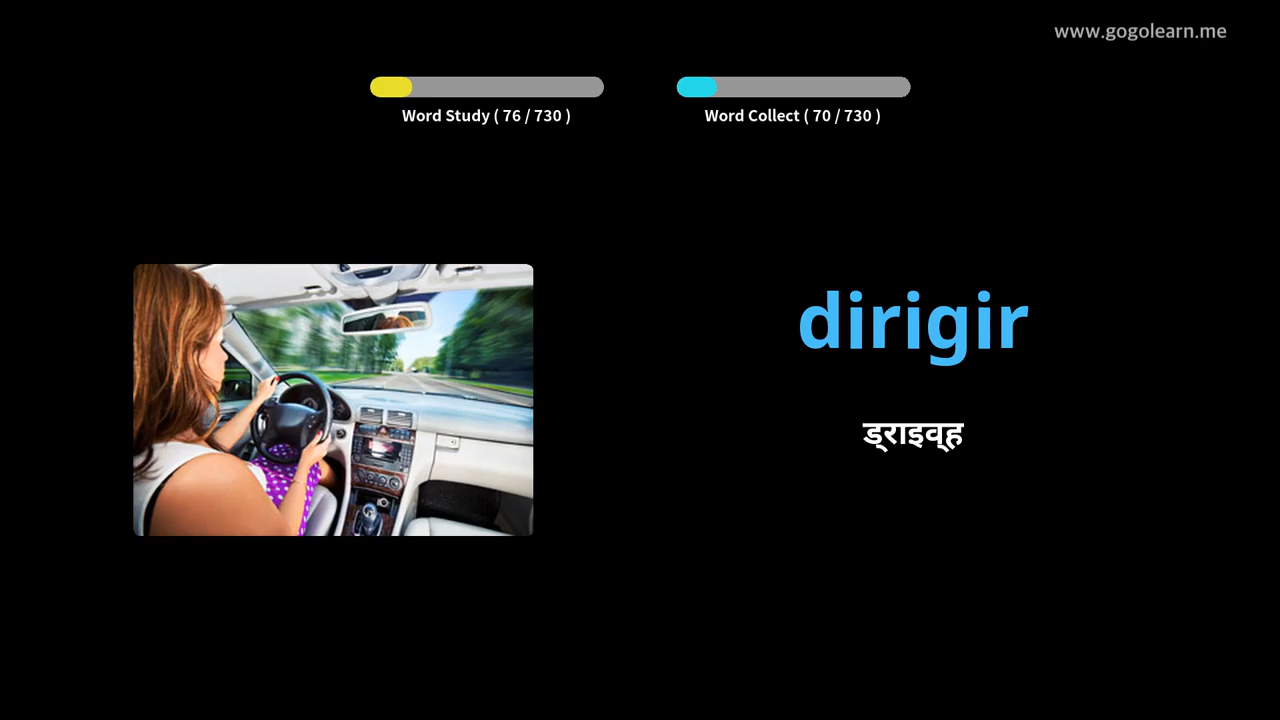 www.gogolearn.me
Word Study ( 76 / 730 )
Word Collect ( 70 / 730 )
dirigir
ड्राइव्ह